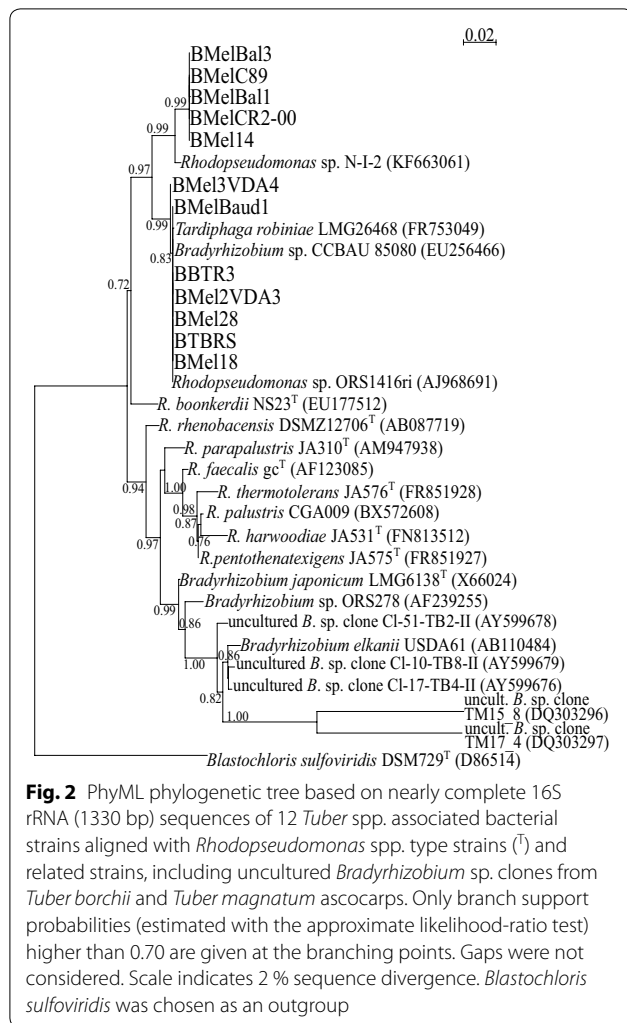 0.02
BMelBal3
BMelC89
0.99
BMelBal1
BMelCR2-00
0.99
BMel14
Rhodopseudomonas sp. N-I-2 (KF663061)
0.97
BMel3VDA4
BMelBaud1
0.99
Tardiphaga robiniae LMG26468 (FR753049)
Bradyrhizobium sp. CCBAU 85080 (EU256466)
0.83
BBTR3
0.72
BMel2VDA3
BMel28
BTBRS
BMel18
Rhodopseudomonas sp. ORS1416ri (AJ968691)
R. boonkerdii NS23T (EU177512)
R. rhenobacensis DSMZ12706T (AB087719)
R. parapalustris JA310T (AM947938)
R. faecalis gcT (AF123085)
0.94
1.00
R. thermotolerans JA576T (FR851928)
0.98
R. palustris CGA009 (BX572608)
0.87
R. harwoodiae JA531T (FN813512)
0.97
0.76
R.pentothenatexigens JA575T (FR851927)
Bradyrhizobium japonicum LMG6138T (X66024)
0.99
Bradyrhizobium sp. ORS278 (AF239255)
0.86
uncultured B. sp. clone Cl-51-TB2-II (AY599678)
Bradyrhizobium elkanii USDA61 (AB110484)
0.86
1.00
uncultured B. sp. clone Cl-10-TB8-II (AY599679)
uncultured B. sp. clone Cl-17-TB4-II (AY599676)
0.82
uncult. B. sp. clone
1.00
TM15_8 (DQ303296)
uncult. B. sp. clone
TM17_4 (DQ303297)
Blastochloris sulfoviridis DSM729T (D86514)
Fig. 2 PhyML phylogenetic tree based on nearly complete 16S
rRNA (1330 bp) sequences of 12 Tuber spp. associated bacterial
strains aligned with Rhodopseudomonas spp. type strains (T) and
related strains, including uncultured Bradyrhizobium sp. clones from
Tuber borchii and Tuber magnatum ascocarps. Only branch support
probabilities (estimated with the approximate likelihood-ratio test)
higher than 0.70 are given at the branching points. Gaps were not
considered. Scale indicates 2 % sequence divergence. Blastochloris
sulfoviridis was chosen as an outgroup